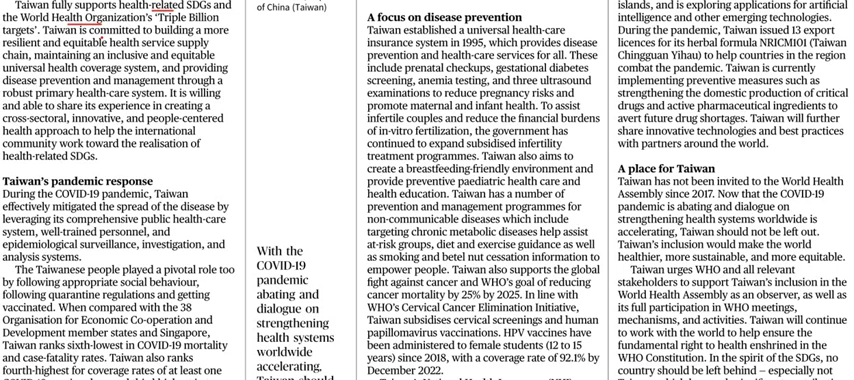 Taiwan fully supports health-related SDGs and
the World Health Organization's 'Triple Billion
targets'. Taiwan is committed to building a more
resilient and equitable health service supply
chain, maintaining an inclusive and equitable
universal health coverage system, and providing
disease prevention and management through a
robust primary health-care system. It is willing
and able to share its experience in creating a
cross-sectoral, innovative, and people-centered
health approach to help the international
community work toward the realisation of
health-related SDGs.
Taiwan's pandemic response
During the COVID-19 pandemic, Taiwan
effectively mitigated the spread of the disease by
leveraging its comprehensive public health-care
system, well-trained personnel, and
epidemiological surveillance, investigation, and
analysis systems.
The Taiwanese people played a pivotal role too
by following appropriate social behaviour,
following quarantine regulations and getting
vaccinated. When compared with the 38
Organisation for Economic Co-operation and
Development member states and Singapore,
Taiwan ranks sixth-lowest in COVID-19 mortality
and case-fatality rates. Taiwan also ranks
fourth-highest for coverage rates of at least one
of China (Taiwan)
With the
COVID-19
pandemic
abating and
dialogue on
strengthening
health systems
worldwide
accelerating,
Taiwan should
A focus on disease prevention
Taiwan established a universal health-care
insurance system in 1995, which provides disease
prevention and health-care services for all. These
include prenatal checkups, gestational diabetes
screening, anemia testing, and three ultrasound
examinations to reduce pregnancy risks and
promote maternal and infant health. To assist
infertile couples and reduce the financial burdens
of in-vitro fertilization, the government has
continued to expand subsidised infertility
treatment programmes. Taiwan also aims to
create a breastfeeding-friendly environment and
provide preventive paediatric health care and
health education. Taiwan has a number of
prevention and management programmes for
non-communicable diseases which include
targeting chronic metabolic diseases help assist
at-risk groups, diet and exercise guidance as well
as smoking and betel nut cessation information to
empower people. Taiwan also supports the global
fight against cancer and WHO's goal of reducing
cancer mortality by 25% by 2025. In line with
WHO's Cervical Cancer Elimination Initiative,
Taiwan subsidises cervical screenings and human
papillomavirus vaccinations. HPV vaccines have
been administered to female students (12 to 15
years) since 2018, with a coverage rate of 92.1% by
December 2022.
islands, and is exploring applications for artificial
intelligence and other emerging technologies.
During the pandemic, Taiwan issued 13 export
licences for its herbal formula NRICM101 (Taiwan
Chingguan Yihau) to help countries in the region
combat the pandemic. Taiwan is currently
implementing preventive measures such as
strengthening the domestic production of critical
drugs and active pharmaceutical ingredients to
avert future drug shortages. Taiwan will further
share innovative technologies and best practices
with partners around the world.
A place for Taiwan
Taiwan has not been invited to the World Health
Assembly since 2017. Now that the COVID-19
pandemic is abating and dialogue on
strengthening health systems worldwide is
accelerating, Taiwan should not be left out.
Taiwan's inclusion would make the world
healthier, more sustainable, and more equitable.
Taiwan urges WHO and all relevant
stakeholders to support Taiwan's inclusion in the
World Health Assembly as an observer, as well as
its full participation in WHO meetings,
mechanisms, and activities. Taiwan will continue
to work with the world to help ensure the
fundamental right to health enshrined in the
WHO Constitution. In the spirit of the SDGs, no
country should be left behind – especially not